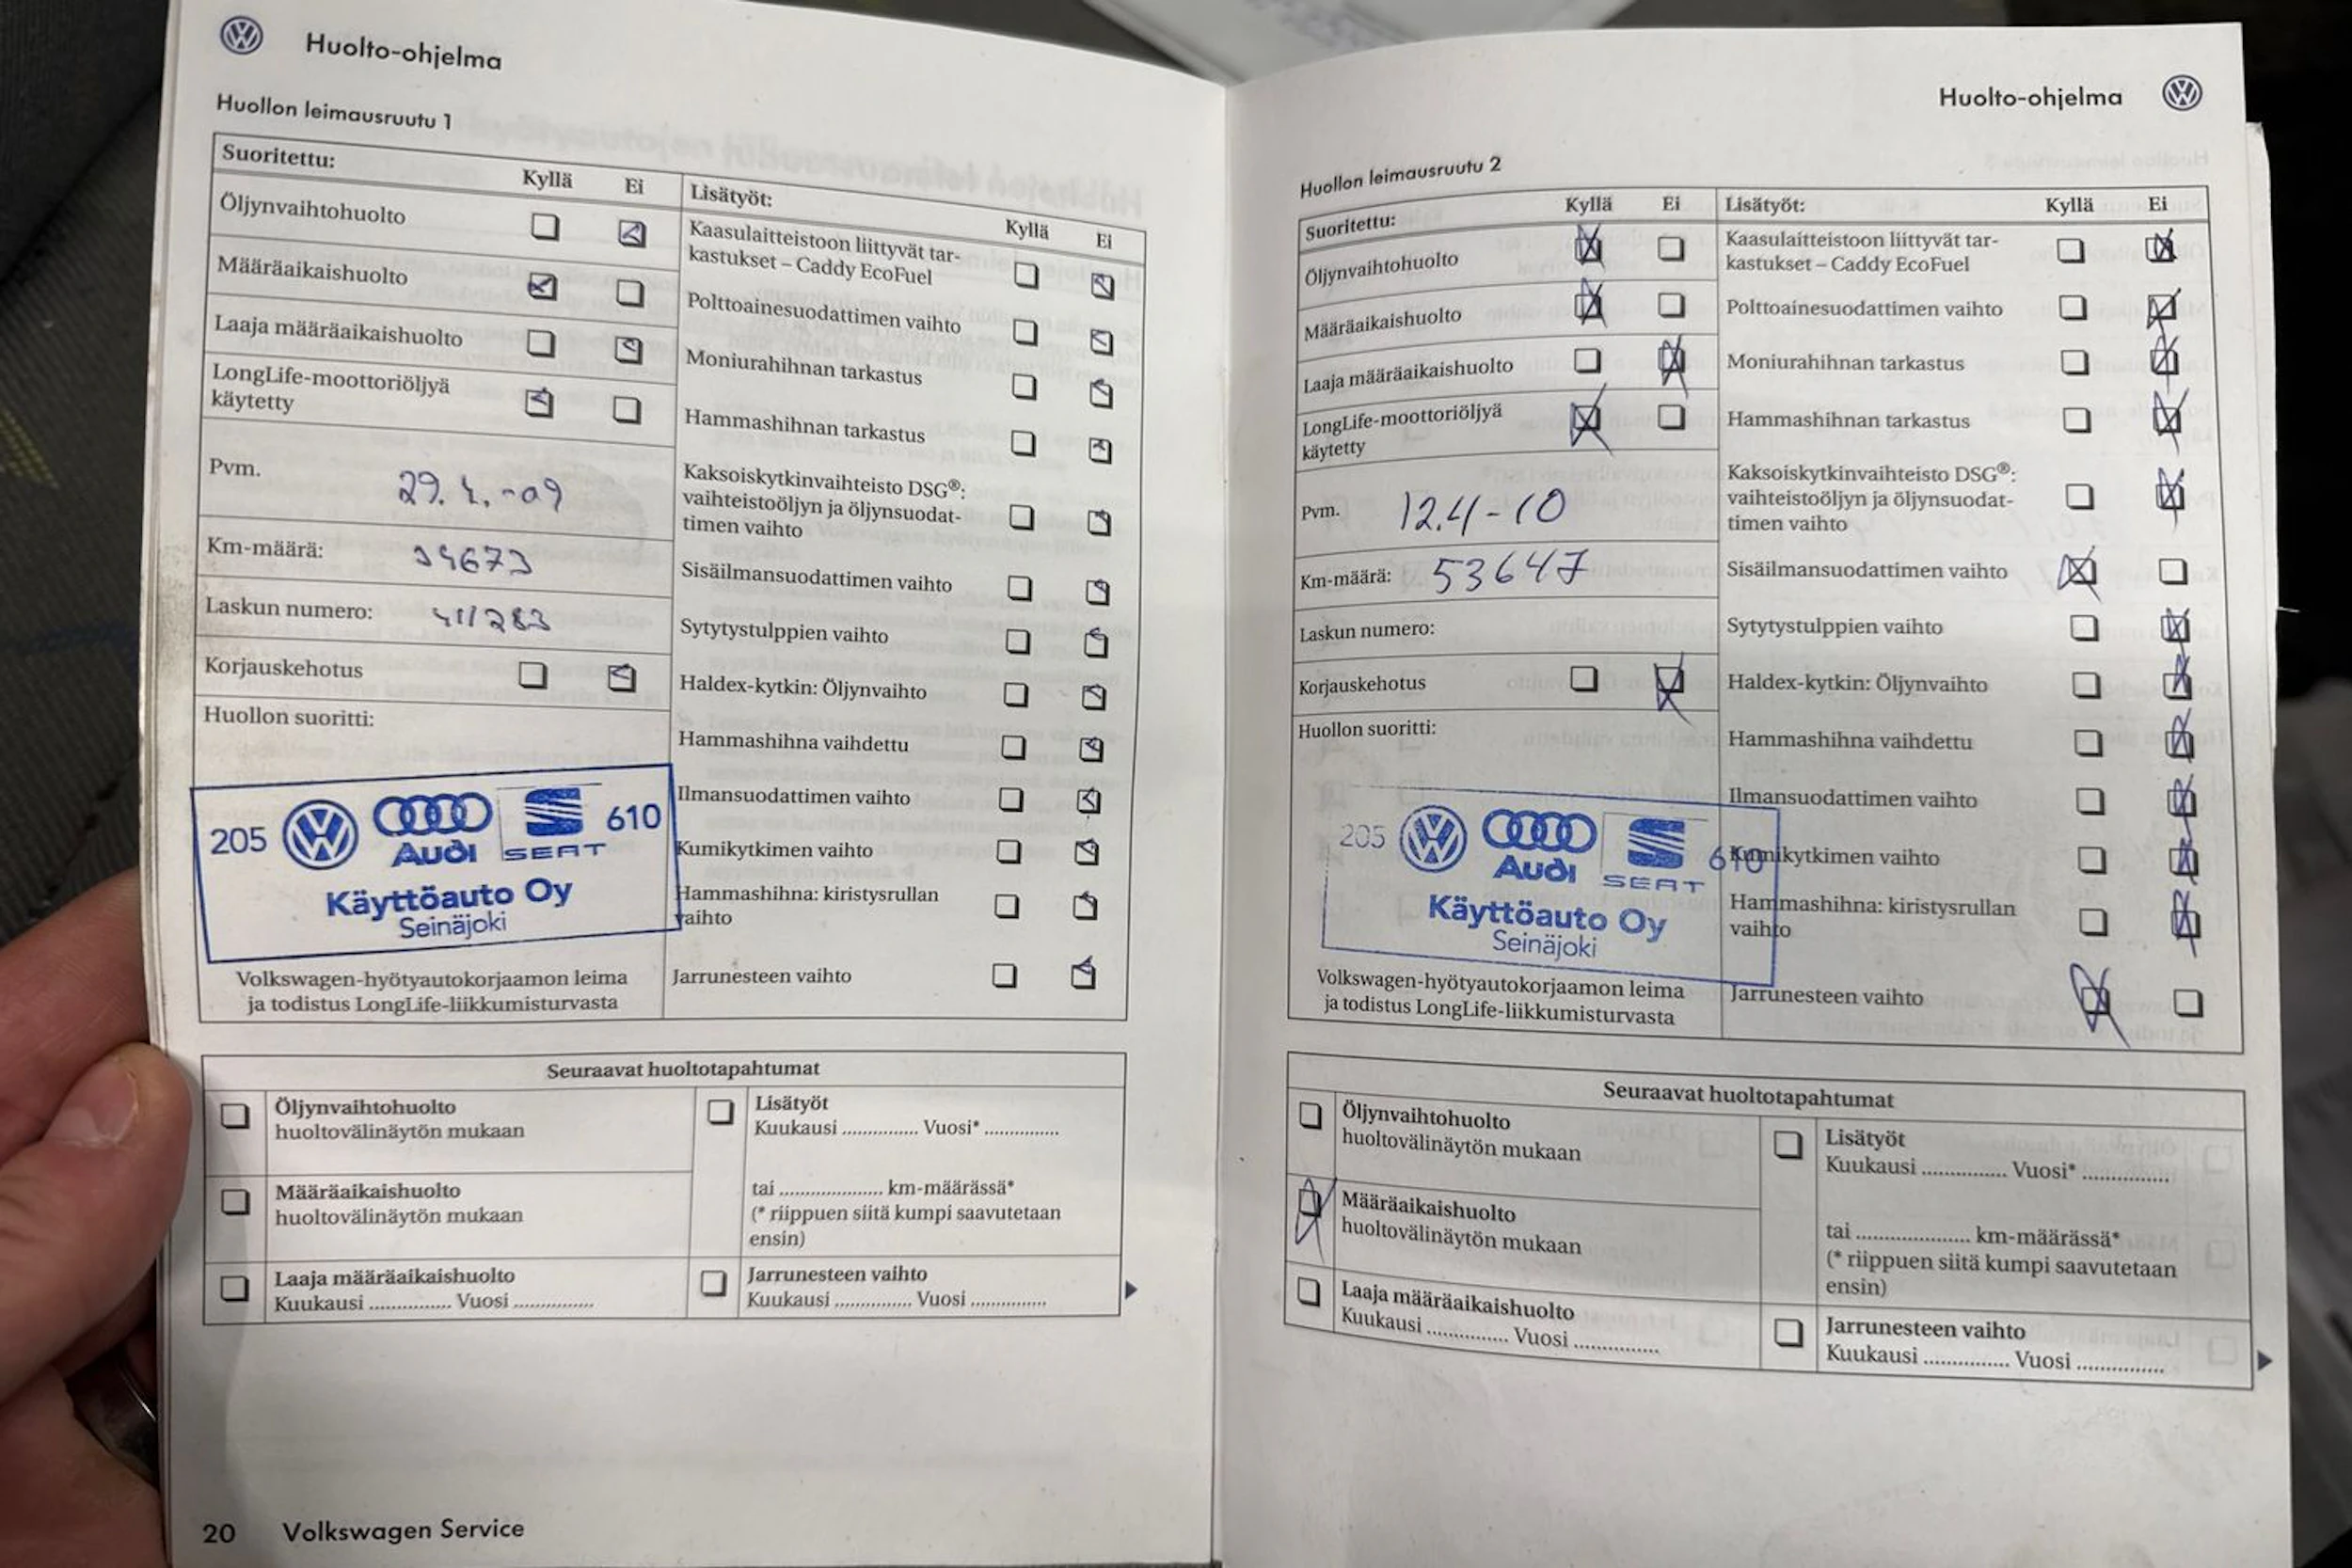 Huolto-ohjelma
Huollon leimausruutu 1
Suoritettu:
Kyllä Ei
Öljynvaihtohuolto
Määräaikaishuolto
Laaja määräaikaishuolto
LongLife-moottoriöljyä
käytetty
Pvm.
Km-määrä:
Laskun numero:
Korjauskehotus
Huollon suoritti:
205 610
Audi SEAT
Käyttöauto Oy
Seinäjoki
Volkswagen-hyötyautokorjaamon leima
ja todistus LongLife-liikkumisturvasta
Lisätyöt:
Kyllä Ei
Kaasulaitteistoon liittyvät tar-
kastukset – Caddy EcoFuel
Polttoainesuodattimen vaihto
Moniurahihnan tarkastus
Hammashihnan tarkastus
Kaksoiskytkinvaihteisto DSG®:
vaihteistoöljyn ja öljynsuodat-
timen vaihto
Sisäilmansuodattimen vaihto
Sytytystulppien vaihto
Haldex-kytkin: Öljynvaihto
Hammashihna vaihdettu
Ilmansuodattimen vaihto
Kumikytkimen vaihto
Hammashihna: kiristysrullan
vaihto
Jarrunesteen vaihto
Seuraavat huoltotapahtumat
Öljynvaihtohuolto
huoltovälinäytön mukaan
Määräaikaishuolto
huoltovälinäytön mukaan
Laaja määräaikaishuolto
Kuukausi ............... Vuosi ...............
Lisätyöt
Kuukausi .............. Vuosi* ..............
tai .................... km-määrässä*
(* riippuen siitä kumpi saavutetaan
ensin)
Jarrunesteen vaihto
Kuukausi .............. Vuosi ..............
20 Volkswagen Service
Huolto-ohjelma
Huollon leimausruutu 2
Suoritettu:
Kyllä Ei
Öljynvaihtohuolto
Määräaikaishuolto
Laaja määräaikaishuolto
LongLife-moottoriöljyä
käytetty
Pvm. 12.4-10
Km-määrä: 53647
Laskun numero:
Korjauskehotus
Huollon suoritti:
205 610
Audi SEAT
Käyttöauto Oy
Seinäjoki
Volkswagen-hyötyautokorjaamon leima
ja todistus LongLife-liikkumisturvasta
Lisätyöt:
Kyllä Ei
Kaasulaitteistoon liittyvät tar-
kastukset – Caddy EcoFuel
Polttoainesuodattimen vaihto
Moniurahihnan tarkastus
Hammashihnan tarkastus
Kaksoiskytkinvaihteisto DSG®:
vaihteistoöljyn ja öljynsuodat-
timen vaihto
Sisäilmansuodattimen vaihto
Sytytystulppien vaihto
Haldex-kytkin: Öljynvaihto
Hammashihna vaihdettu
Ilmansuodattimen vaihto
Kumikytkimen vaihto
Hammashihna: kiristysrullan
vaihto
Jarrunesteen vaihto
Seuraavat huoltotapahtumat
Öljynvaihtohuolto
huoltovälinäytön mukaan
Määräaikaishuolto
huoltovälinäytön mukaan
Laaja määräaikaishuolto
Kuukausi ............... Vuosi ...............
Lisätyöt
Kuukausi ............... Vuosi* ...............
tai .................... km-määrässä*
(* riippuen siitä kumpi saavutetaan
ensin)
Jarrunesteen vaihto
Kuukausi ............... Vuosi ...............